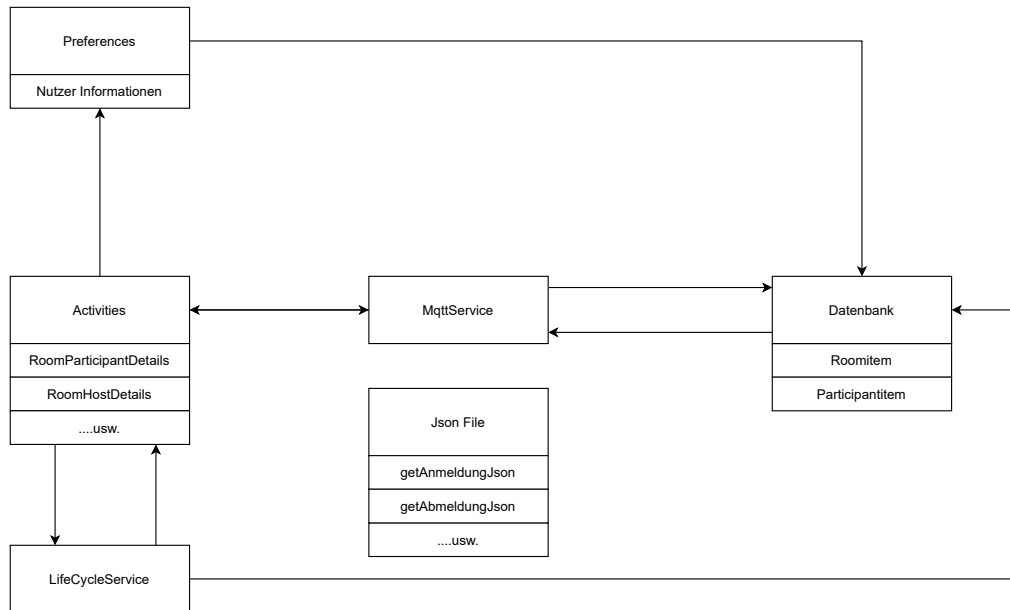 Preferences
Nutzer Informationen
Activities
RoomParticipantDetails
RoomHostDetails
....usw.
MqttService
Datenbank
Roomitem
Participantitem
Json File
getAnmeldungJson
getAbmeldungJson
....usw.
LifeCycleService